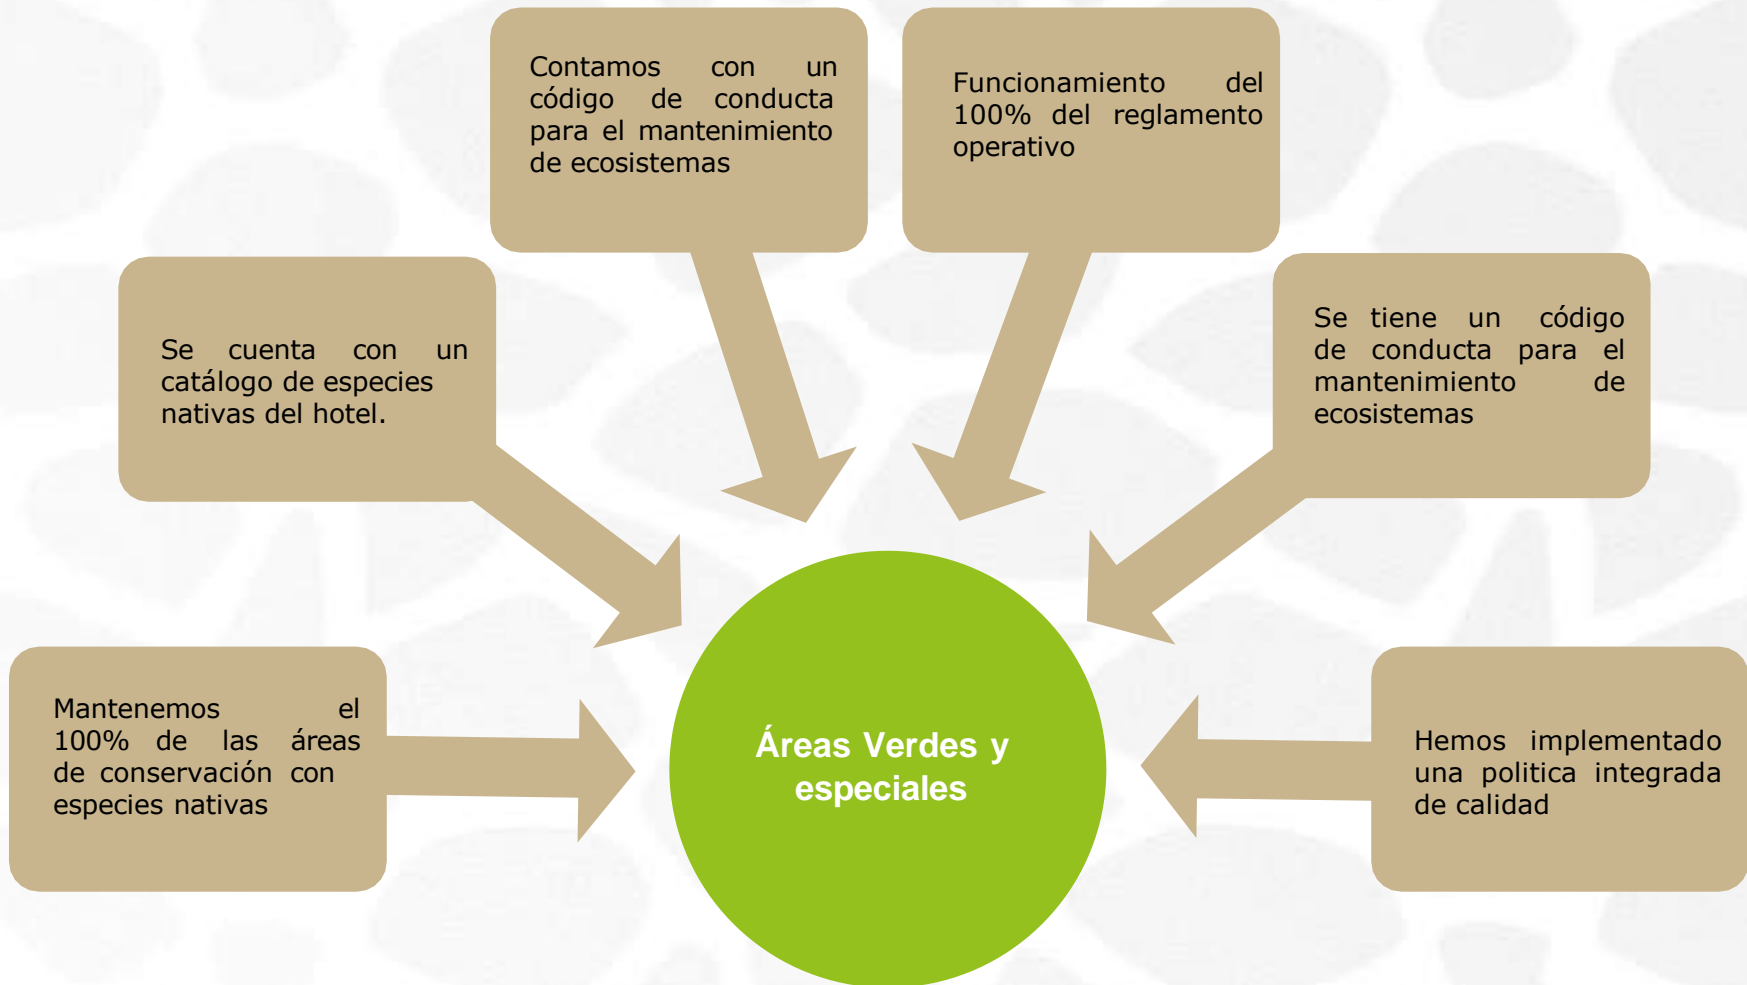 Contamos con un
código de conducta
para el mantenimiento
de ecosistemas
Funcionamiento del
100% del reglamento
operativo
Se cuenta con un
catálogo de especies
nativas del hotel.
Se tiene un código
de conducta para el
mantenimiento de
ecosistemas
Mantenemos el
100% de las áreas
de conservación con
especies nativas
Áreas Verdes y
especiales
Hemos implementado
una politica integrada
de calidad